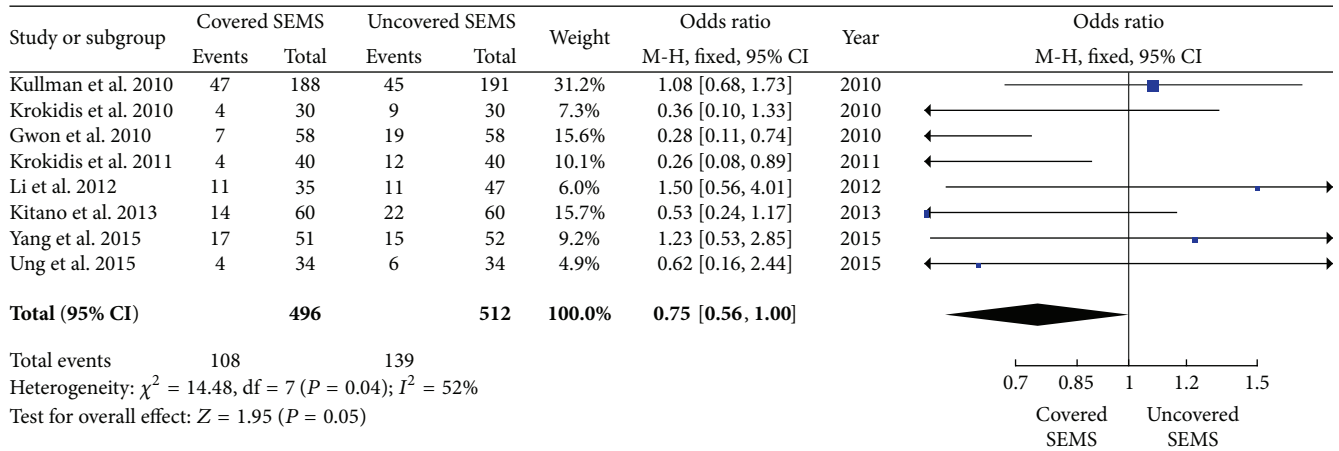 Study or subgroup Covered SEMS Uncovered SEMS Weight Odds ratio Year Odds ratio
Events Total Events Total M-H, fixed, 95% CI M-H, fixed, 95% CI
Kullman et al. 2010 47 188 45 191 31.2% 1.08 [0.68, 1.73] 2010
Krokidis et al. 2010 4 30 9 30 7.3% 0.36 [0.10, 1.33] 2010
Gwon et al. 2010 7 58 19 58 15.6% 0.28 [0.11, 0.74] 2010
Krokidis et al. 2011 4 40 12 40 10.1% 0.26 [0.08, 0.89] 2011
Li et al. 2012 11 35 11 47 6.0% 1.50 [0.56, 4.01] 2012
Kitano et al. 2013 14 60 22 60 15.7% 0.53 [0.24, 1.17] 2013
Yang et al. 2015 17 51 15 52 9.2% 1.23 [0.53, 2.85] 2015
Ung et al. 2015 4 34 6 34 4.9% 0.62 [0.16, 2.44] 2015
Total (95% CI) 496 512 100.0% 0.75 [0.56, 1.00]
Total events 108 139
Heterogeneity: χ² = 14.48, df = 7 (P = 0.04); I² = 52%
Test for overall effect: Z = 1.95 (P = 0.05)
0.7 0.85 1 1.2 1.5
Covered Uncovered
SEMS SEMS